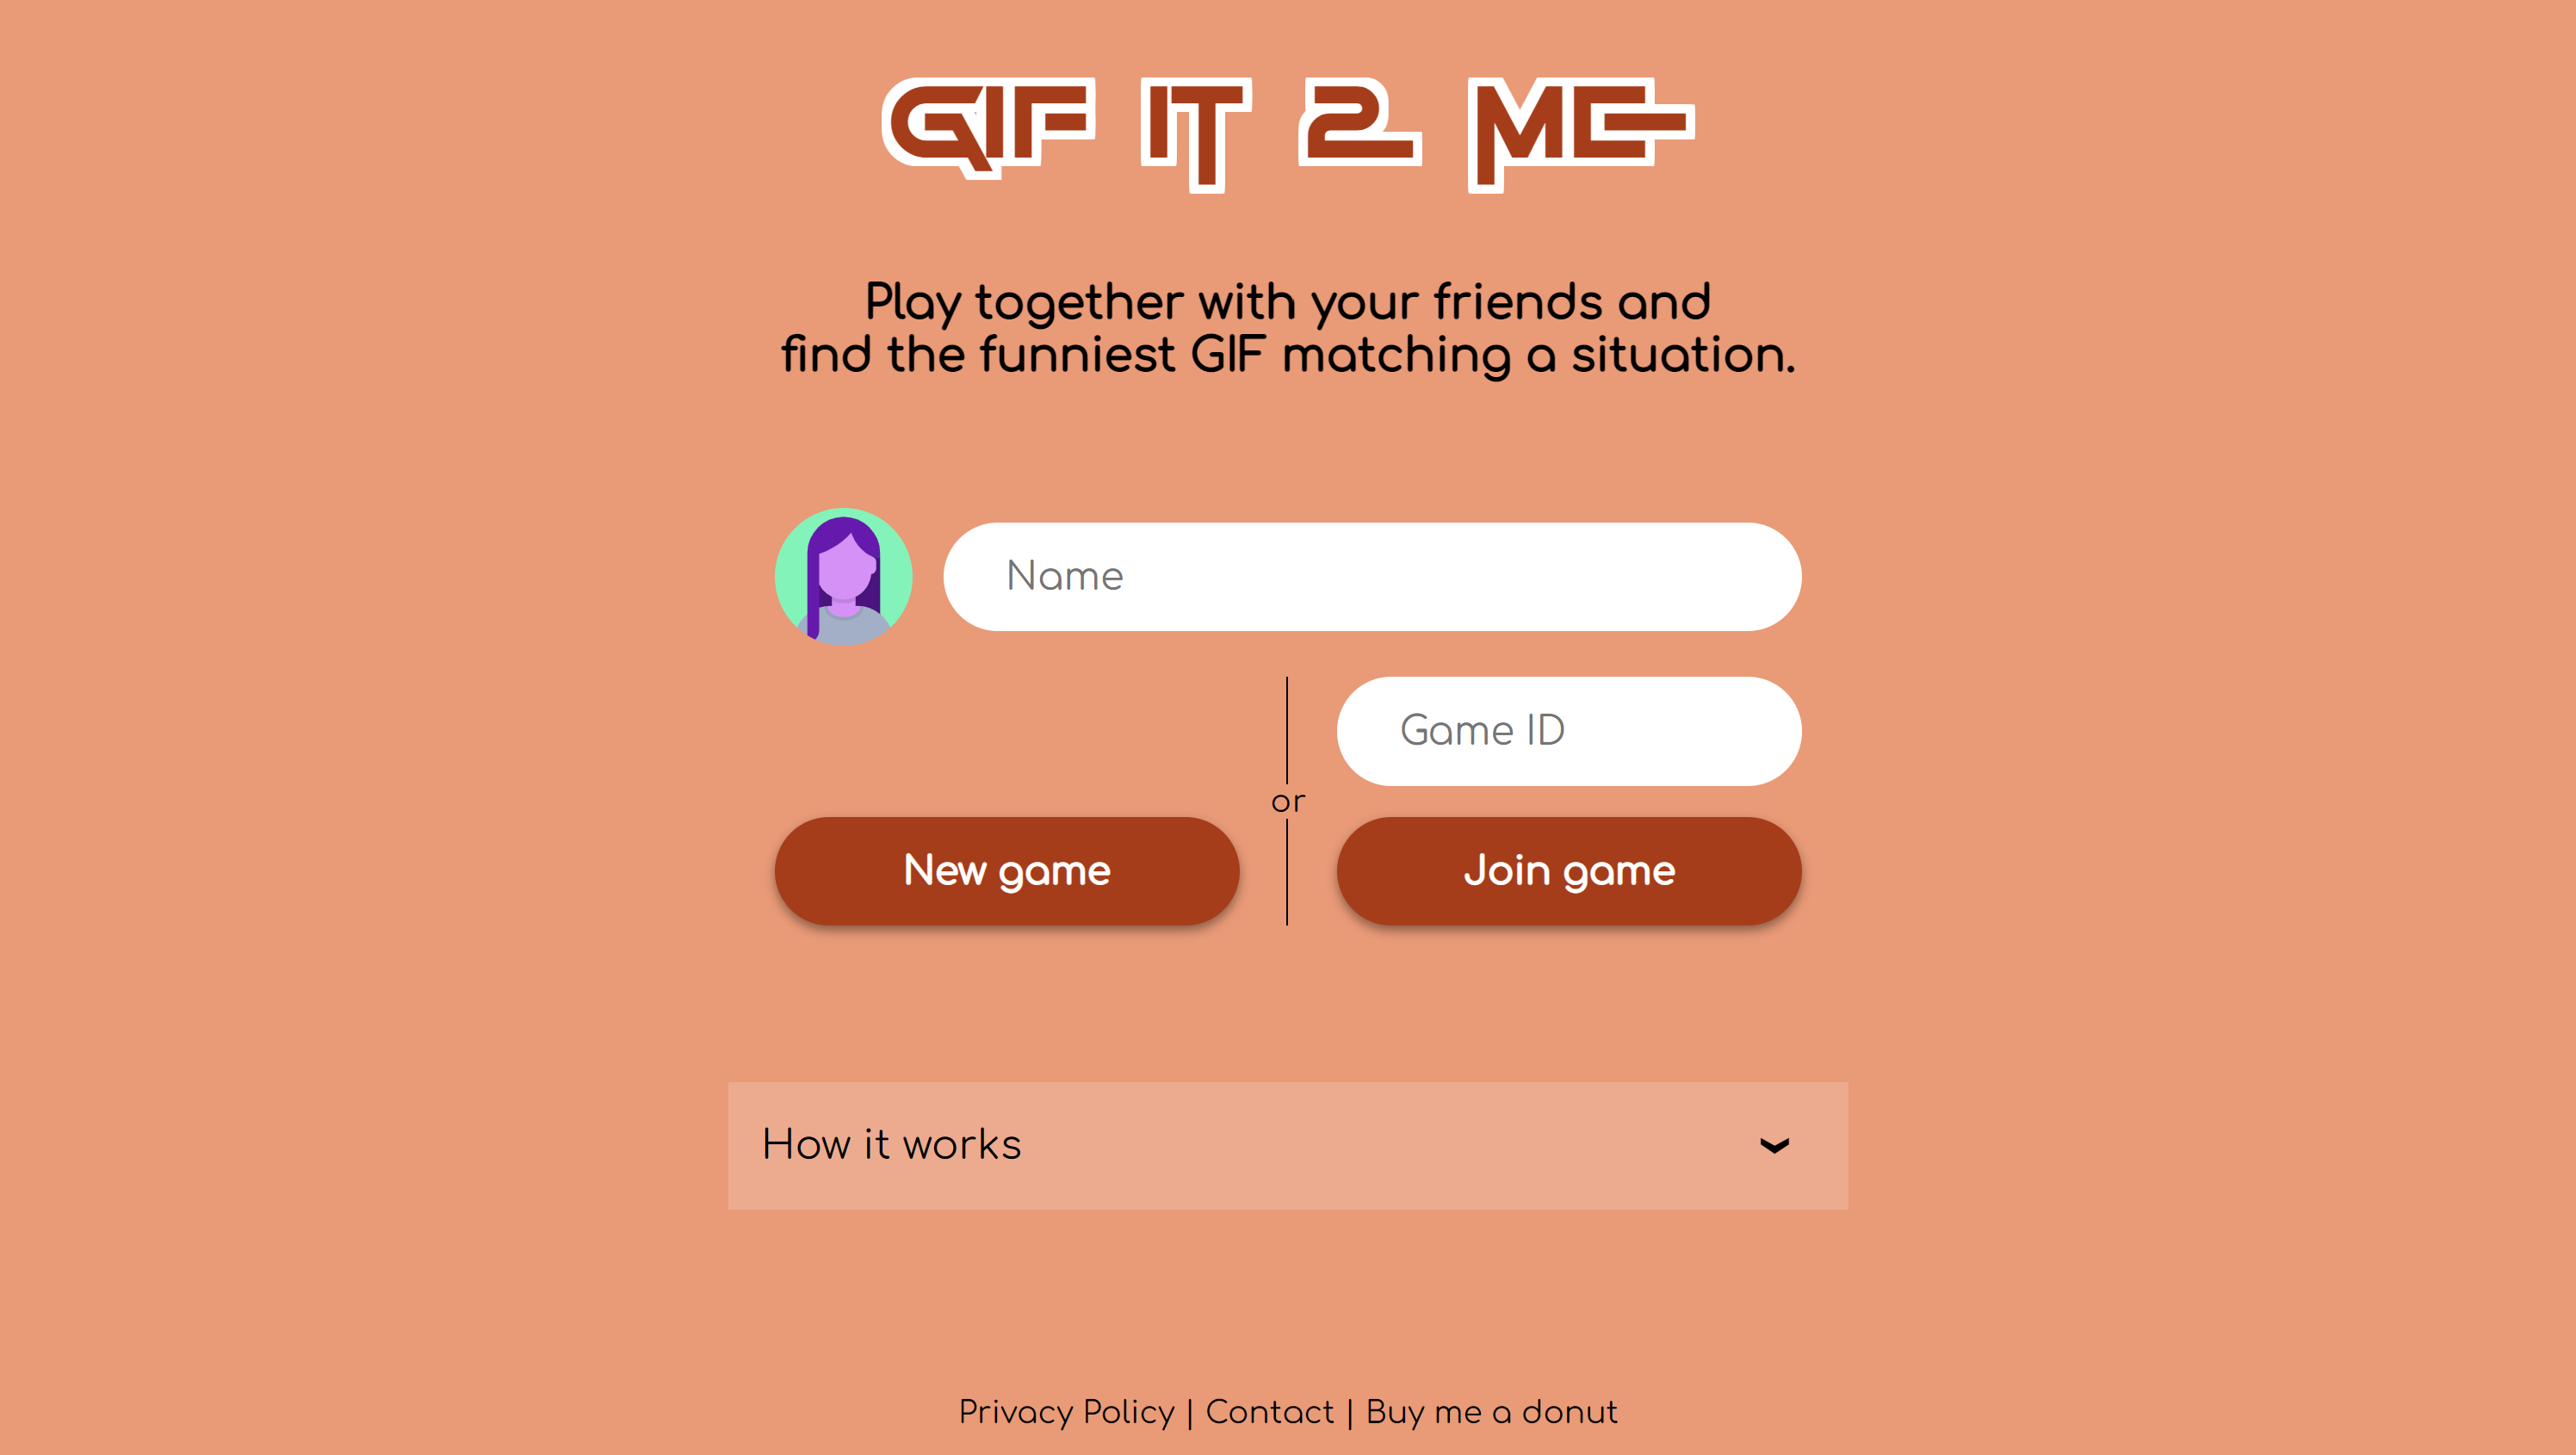 GIF IT 2 ME
Play together with your friends and
find the funniest GIF matching a situation.
Name
Game ID
or
New game
Join game
How it works
Privacy Policy | Contact | Buy me a donut